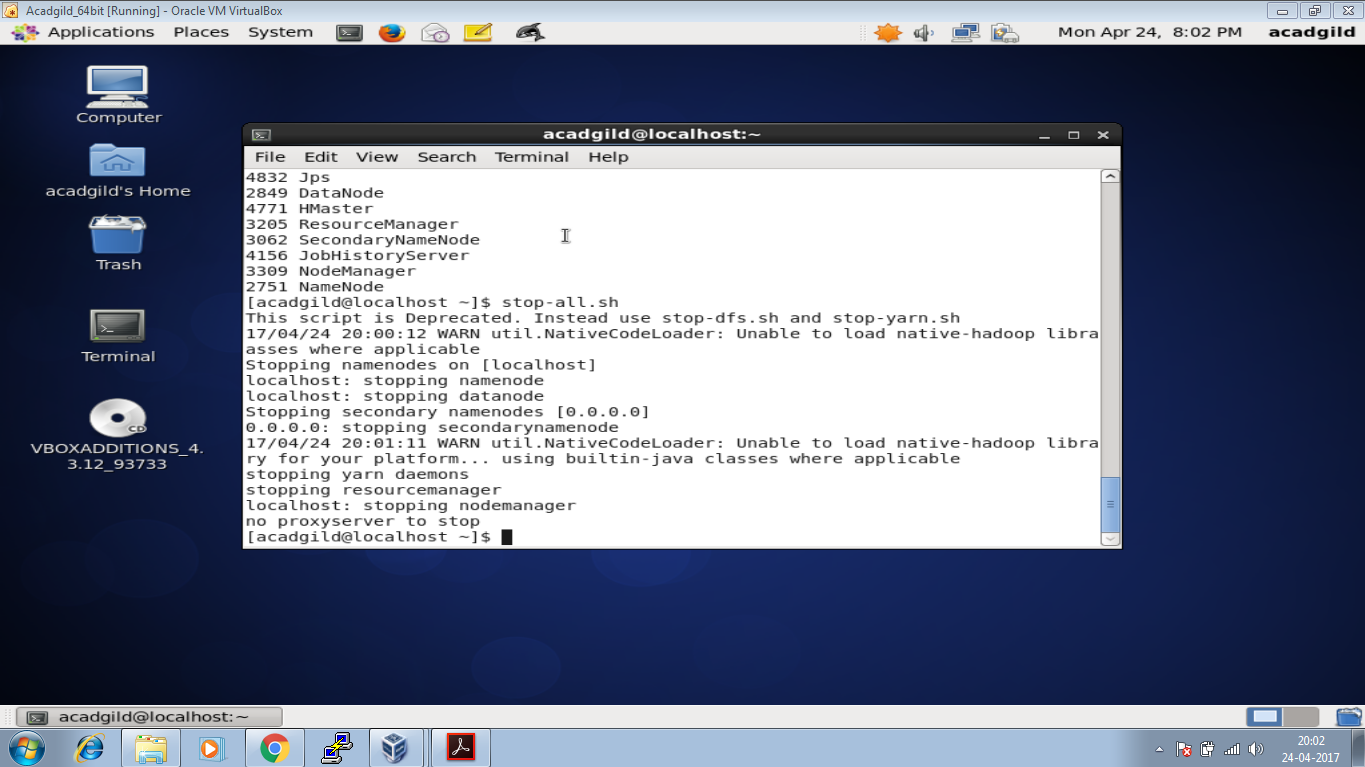 Acadgild_64bit [Running] - Oracle VM VirtualBox
Applications Places System Mon Apr 24, 8:02 PM acadgild
Computer
acadgild's Home
Trash
Terminal
CD
VBOXADDITIONS_4.
3.12_93733
acadgild@localhost:~
File Edit View Search Terminal Help
4832 Jps
2849 DataNode
4771 HMaster
3205 ResourceManager
3062 SecondaryNameNode
4156 JobHistoryServer
3309 NodeManager
2751 NameNode
[acadgild@localhost ~]$ stop-all.sh
This script is Deprecated. Instead use stop-dfs.sh and stop-yarn.sh
17/04/24 20:00:12 WARN util.NativeCodeLoader: Unable to load native-hadoop libra
asses where applicable
Stopping namenodes on [localhost]
localhost: stopping namenode
localhost: stopping datanode
Stopping secondary namenodes [0.0.0.0]
0.0.0.0: stopping secondarynamenode
17/04/24 20:01:11 WARN util.NativeCodeLoader: Unable to load native-hadoop libra
ry for your platform... using builtin-java classes where applicable
stopping yarn daemons
stopping resourcemanager
localhost: stopping nodemanager
no proxyserver to stop
[acadgild@localhost ~]$
acadgild@localhost:~
20:02
24-04-2017